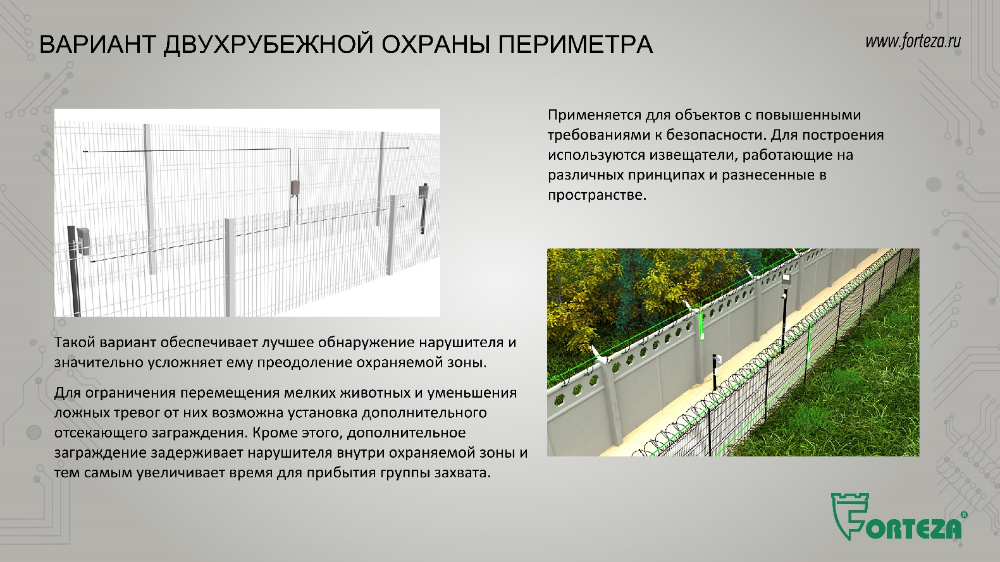 ВАРИАНТ ДВУХРУБЕЖНОЙ ОХРАНЫ ПЕРИМЕТРА
www.forteza.ru
Применяется для объектов с повышенными
требованиями к безопасности. Для построения
используются извещатели, работающие на
различных принципах и разнесенные в
пространстве.
Такой вариант обеспечивает лучшее обнаружение нарушителя и
значительно усложняет ему преодоление охраняемой зоны.
Для ограничения перемещения мелких животных и уменьшения
ложных тревог от них возможна установка дополнительного
отсекающего заграждения. Кроме этого, дополнительное
заграждение задерживает нарушителя внутри охраняемой зоны и
тем самым увеличивает время для прибытия группы захвата.
FORTEZA®